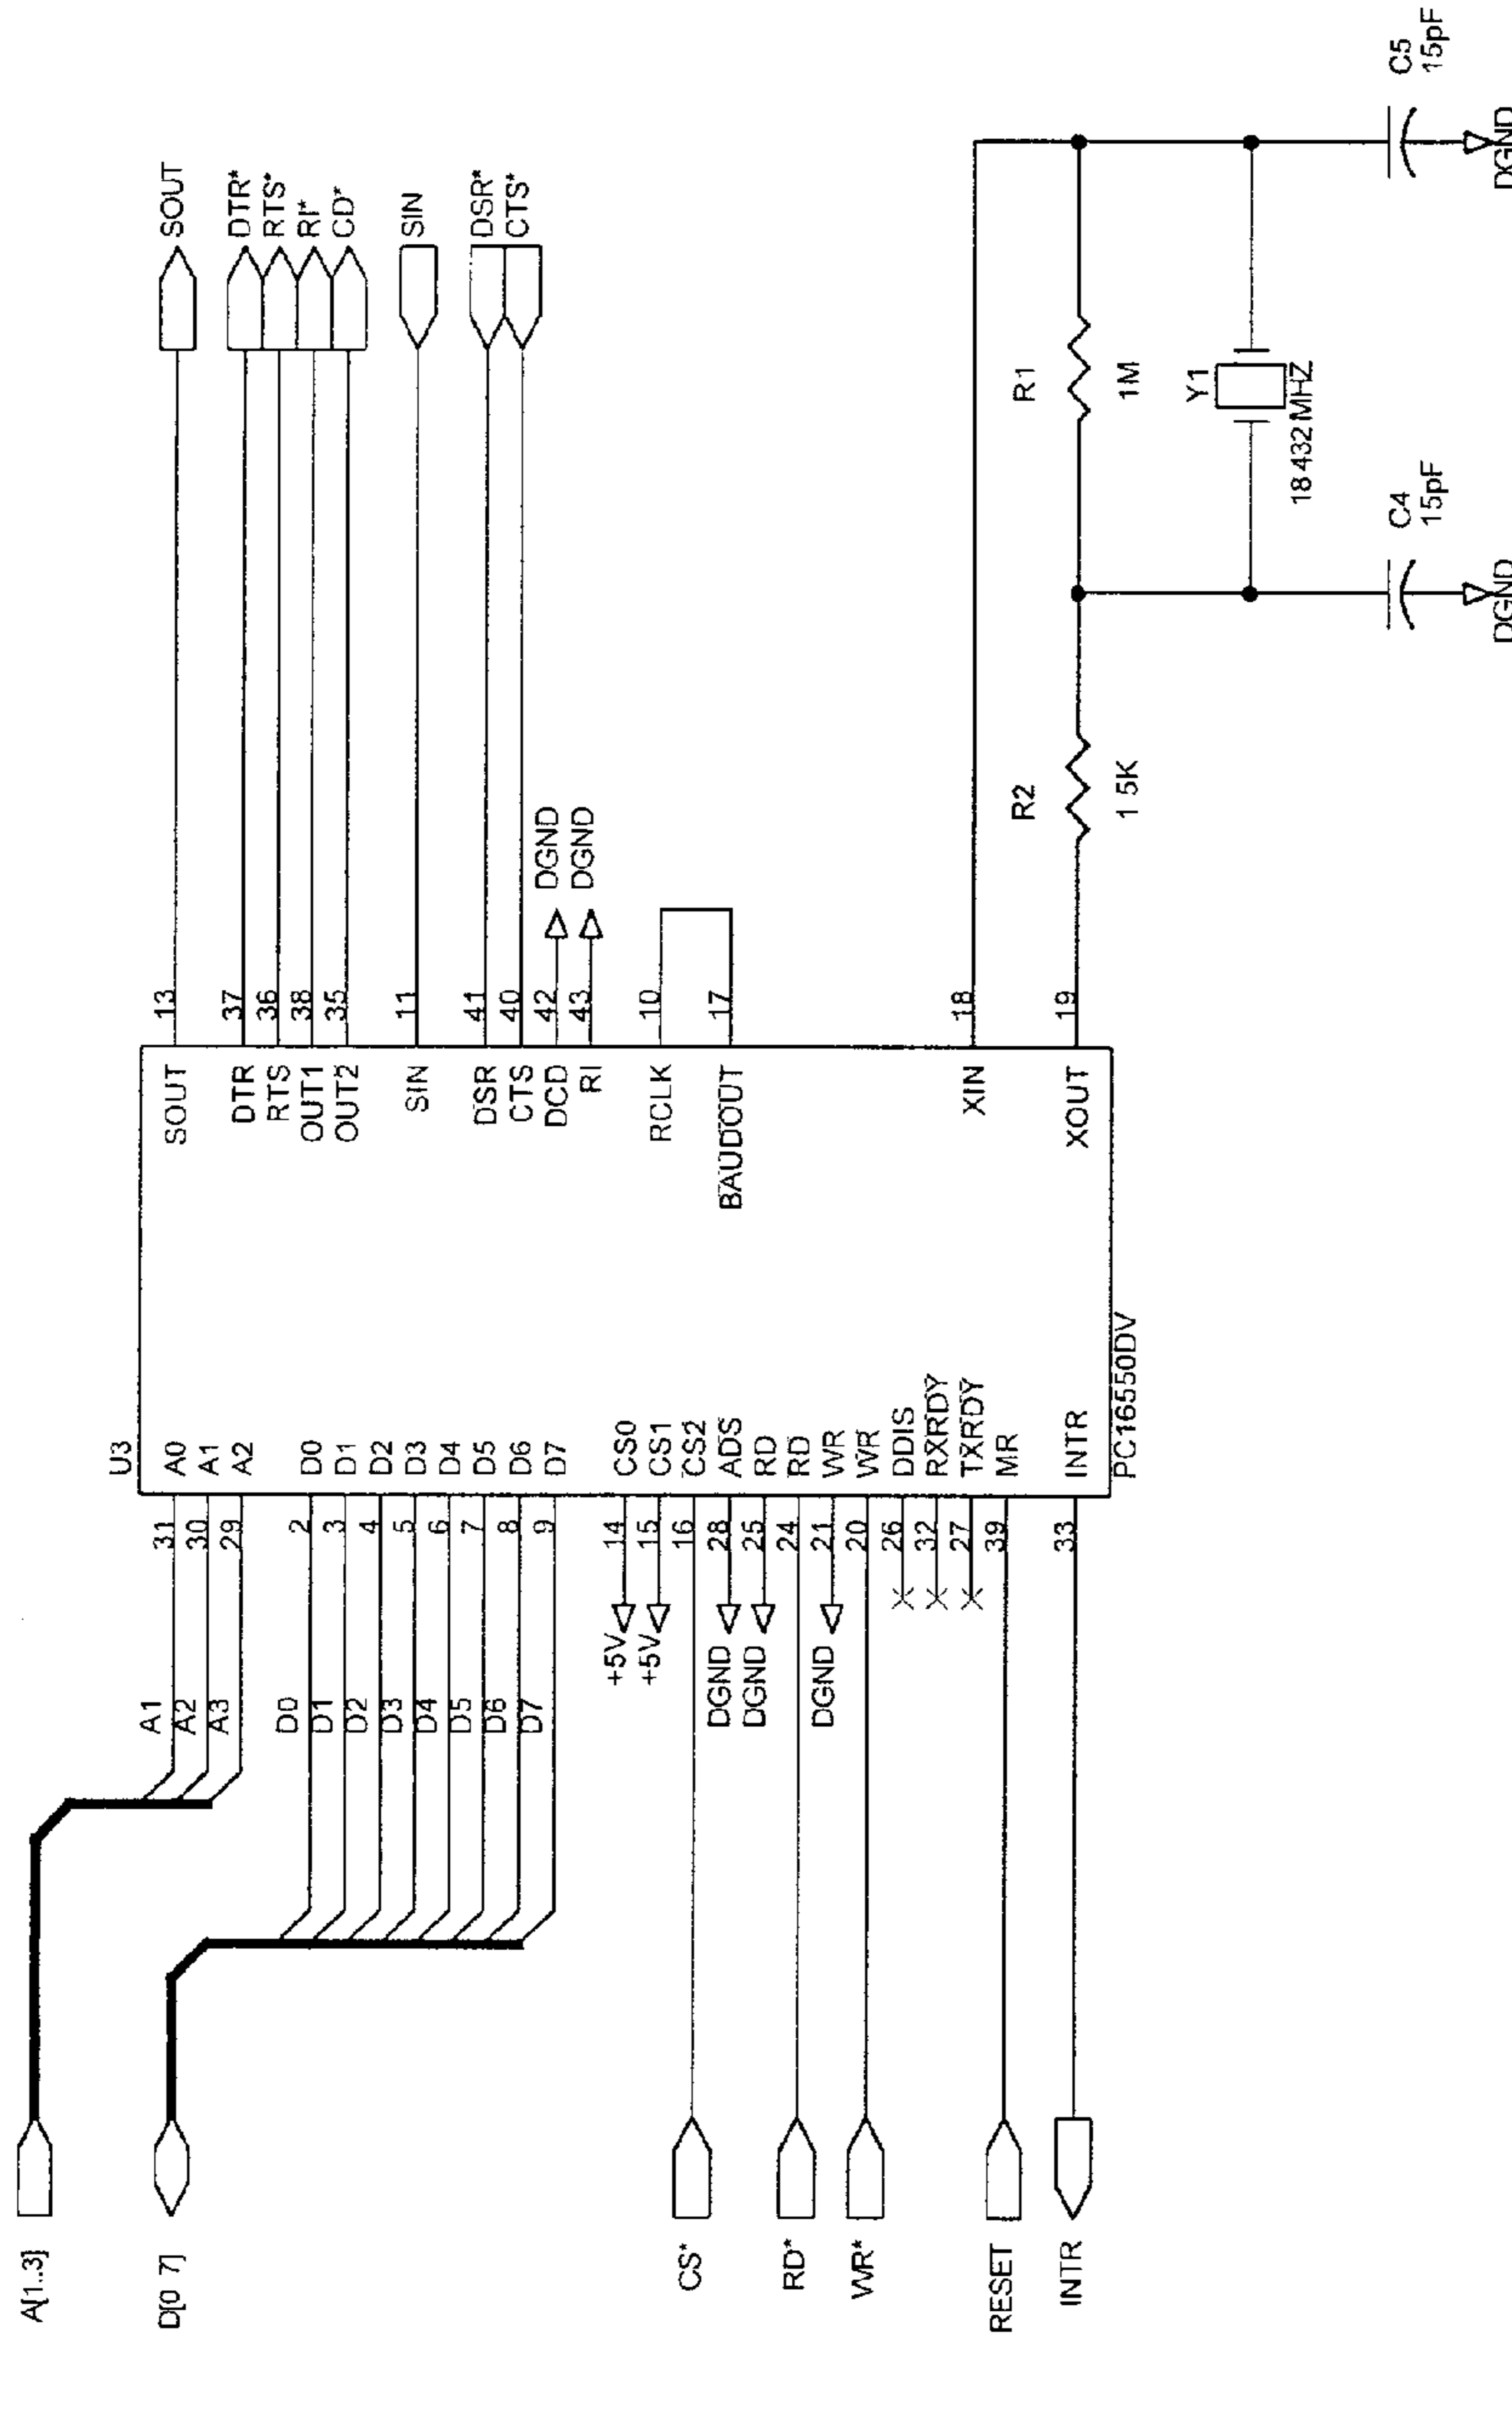 A[1..3]
U3
A1 31 A0 SOUT 13 SOUT
A2 30 A1
A3 29 A2 DTR 37 DTR*
D[0 7]
RTS 36 RTS*
D0 2 D0 OUT1 38 RI*
D1 3 D1 OUT2 35 CD*
D2 4 D2
D3 5 D3 SIN 11 SIN
D4 6 D4
D5 7 D5 DSR 41 DSR*
D6 8 D6 CTS 40 CTS*
D7 9 D7 DCD 42 DGND
RI 43 DGND
+5V 14 CS0
+5V 15 CS1 RCLK 10
CS* 16 CS2
DGND 28 ADS BAUDOUT 17
DGND 25 RD
RD* 24 RD
DGND 21 WR
WR* 20 WR
26 DDIS
32 RXRDY
27 TXRDY XIN 18
RESET 39 MR
INTR 33 INTR XOUT 19
PC16550DV
R2
1 5K
R1
1M
Y1
18 432 MHZ
C4
15pF
C5
15pF
DGND
DGND